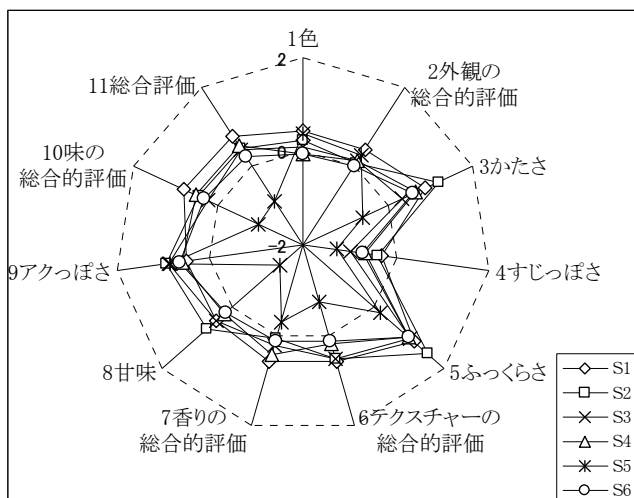 1色
2
2外観の
総合的評価
11総合評価
0
10味の
総合的評価
3かたさ
-2
9アクっぽさ
4すじっぽさ
8甘味
5ふっくらさ
7香りの
総合的評価
6テクスチャーの
総合的評価
S1
S2
S3
S4
S5
S6